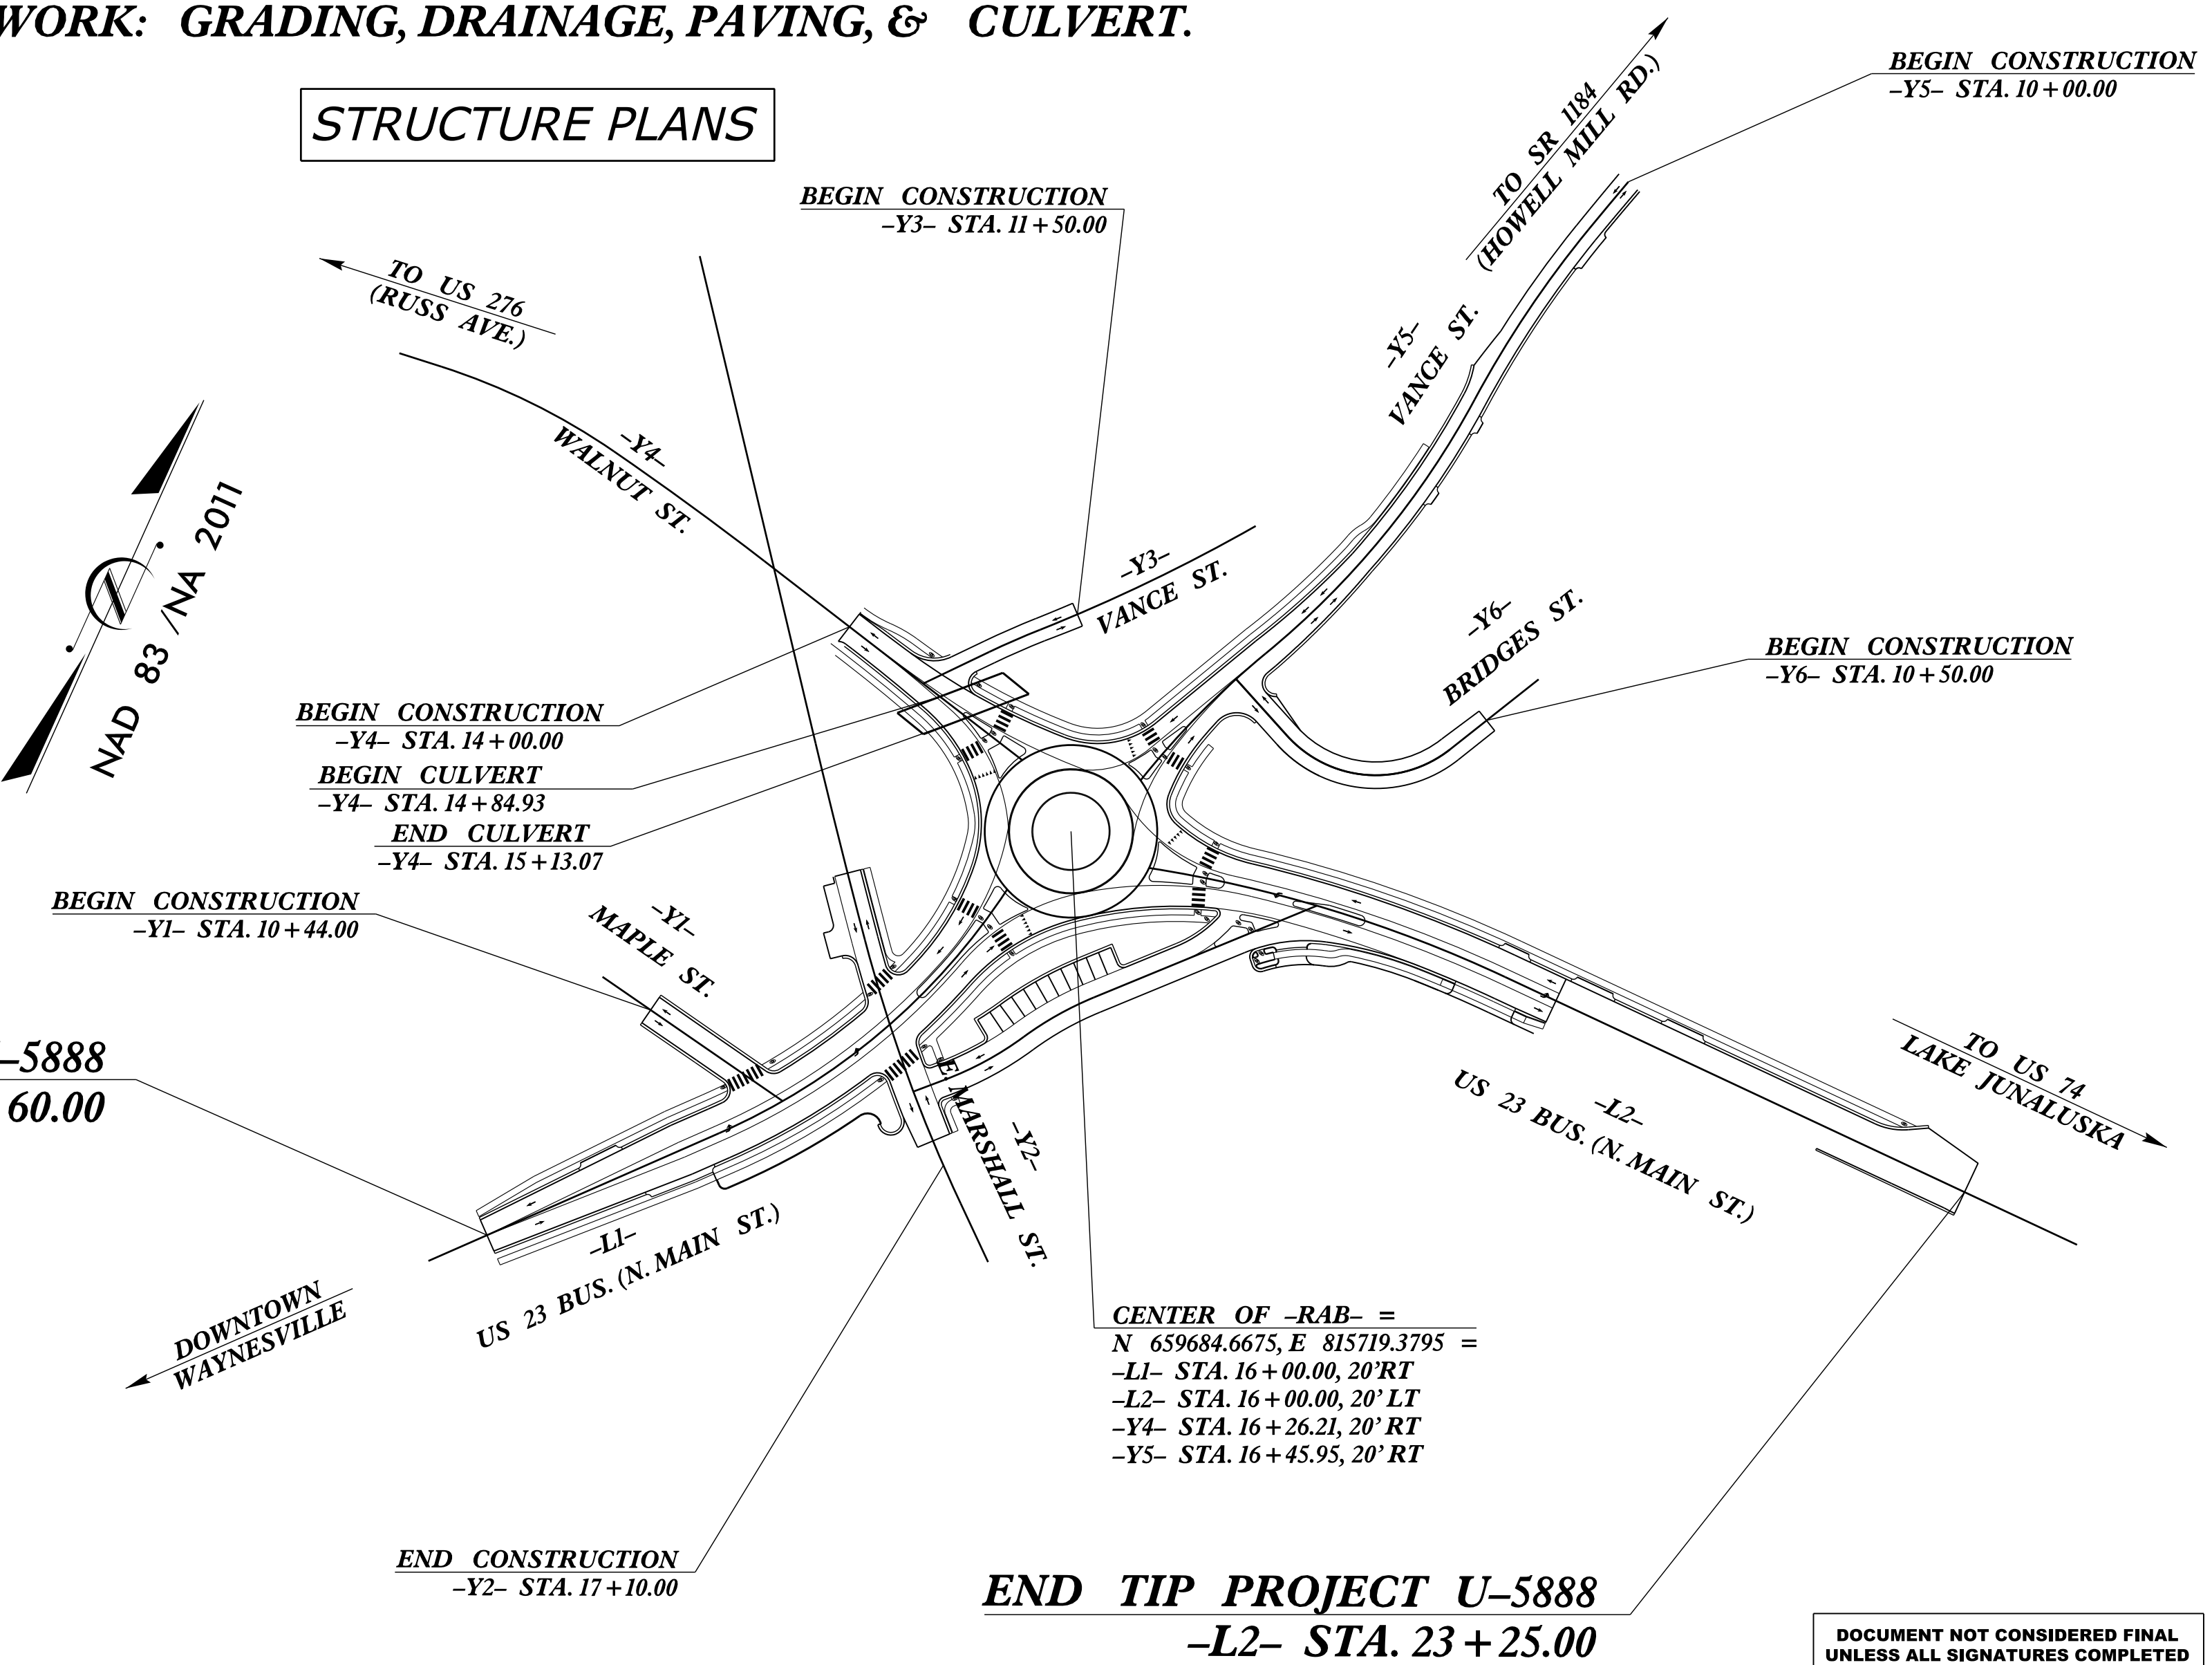 WORK: GRADING, DRAINAGE, PAVING, & CULVERT.
STRUCTURE PLANS
BEGIN CONSTRUCTION
–Y5– STA. 10+00.00
TO SR 1184
(HOWELL MILL RD.)
BEGIN CONSTRUCTION
–Y3– STA. 11+50.00
TO US 276
(RUSS AVE.)
–Y5–
VANCE ST.
–Y4–
WALNUT ST.
NAD 83 /NA 2011
–Y3–
VANCE ST.
–Y6–
BRIDGES ST.
BEGIN CONSTRUCTION
–Y6– STA. 10+50.00
BEGIN CONSTRUCTION
–Y4– STA. 14+00.00
BEGIN CULVERT
–Y4– STA. 14+84.93
END CULVERT
–Y4– STA. 15+13.07
BEGIN CONSTRUCTION
–Y1– STA. 10+44.00
–Y1–
MAPLE ST.
–5888
60.00
TO US 74
LAKE JUNALUSKA
–L2–
US 23 BUS. (N. MAIN ST.)
–Y2–
E. MARSHALL ST.
–L1–
US 23 BUS. (N. MAIN ST.)
DOWNTOWN
WAYNESVILLE
CENTER OF –RAB– =
N 659684.6675, E 815719.3795 =
–L1– STA. 16+00.00, 20'RT
–L2– STA. 16+00.00, 20' LT
–Y4– STA. 16+26.21, 20' RT
–Y5– STA. 16+45.95, 20' RT
END CONSTRUCTION
–Y2– STA. 17+10.00
END TIP PROJECT U–5888
–L2– STA. 23+25.00
DOCUMENT NOT CONSIDERED FINAL
UNLESS ALL SIGNATURES COMPLETED